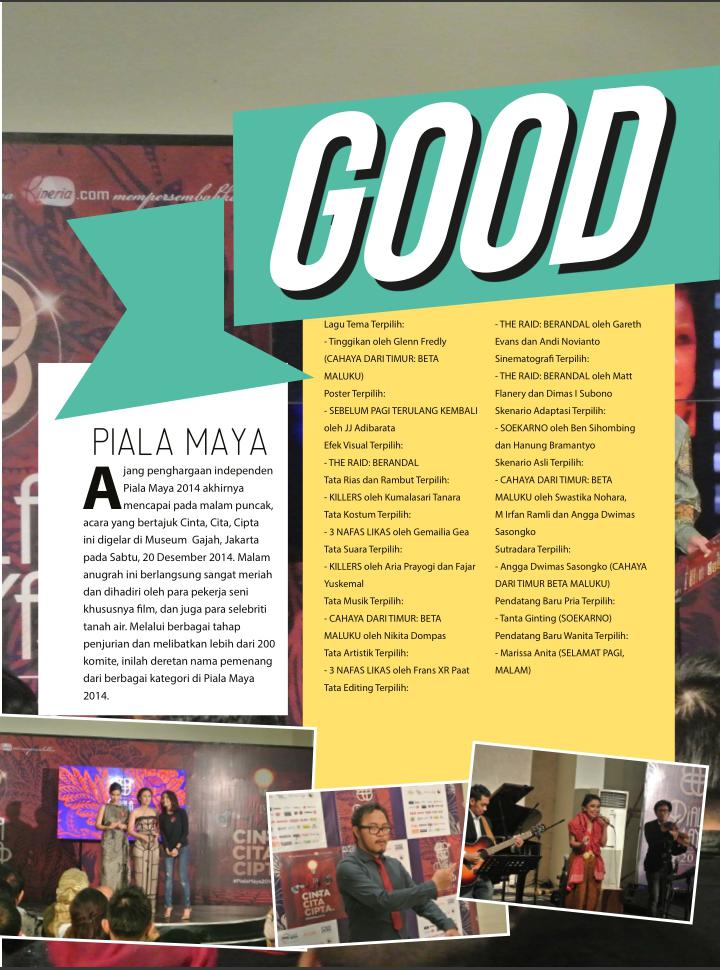 Kineria.com mempersembahkan
GOOD
PIALA MAYA
Ajang penghargaan independen
Piala Maya 2014 akhirnya
mencapai pada malam puncak,
acara yang bertajuk Cinta, Cita, Cipta
ini digelar di Museum Gajah, Jakarta
pada Sabtu, 20 Desember 2014. Malam
anugrah ini berlangsung sangat meriah
dan dihadiri oleh para pekerja seni
khususnya film, dan juga para selebriti
tanah air. Melalui berbagai tahap
penjurian dan melibatkan lebih dari 200
komite, inilah deretan nama pemenang
dari berbagai kategori di Piala Maya
2014.
Lagu Tema Terpilih:
- Tinggikan oleh Glenn Fredly
(CAHAYA DARI TIMUR: BETA
MALUKU)
Poster Terpilih:
- SEBELUM PAGI TERULANG KEMBALI
oleh JJ Adibarata
Efek Visual Terpilih:
- THE RAID: BERANDAL
Tata Rias dan Rambut Terpilih:
- KILLERS oleh Kumalasari Tanara
Tata Kostum Terpilih:
- 3 NAFAS LIKAS oleh Gemailia Gea
Tata Suara Terpilih:
- KILLERS oleh Aria Prayogi dan Fajar
Yuskemal
Tata Musik Terpilih:
- CAHAYA DARI TIMUR: BETA
MALUKU oleh Nikita Dompas
Tata Artistik Terpilih:
- 3 NAFAS LIKAS oleh Frans XR Paat
Tata Editing Terpilih:
- THE RAID: BERANDAL oleh Gareth
Evans dan Andi Novianto
Sinematografi Terpilih:
- THE RAID: BERANDAL oleh Matt
Flanery dan Dimas I Subono
Skenario Adaptasi Terpilih:
- SOEKARNO oleh Ben Sihombing
dan Hanung Bramantyo
Skenario Asli Terpilih:
- CAHAYA DARI TIMUR: BETA
MALUKU oleh Swastika Nohara,
M Irfan Ramli dan Angga Dwimas
Sasongko
Sutradara Terpilih:
- Angga Dwimas Sasongko (CAHAYA
DARI TIMUR BETA MALUKU)
Pendatang Baru Pria Terpilih:
- Tanta Ginting (SOEKARNO)
Pendatang Baru Wanita Terpilih:
- Marissa Anita (SELAMAT PAGI,
MALAM)
CINTA
CITA
CIPTA
CINTA
CITA
CIPTA.